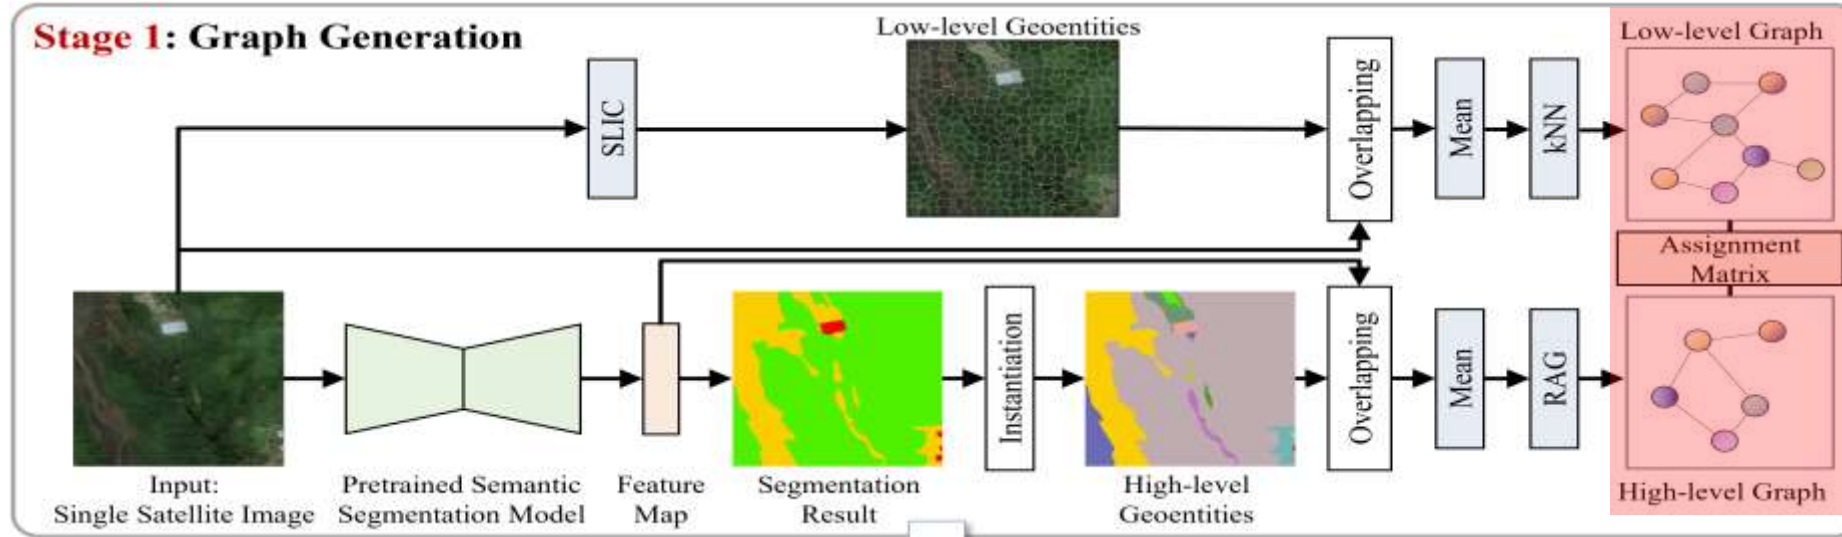 Stage 1: Graph Generation
Low-level Geoentities
Low-level Graph
SLIC
Overlapping
Mean
kNN
Assignment
Matrix
Instantiation
Overlapping
Mean
RAG
Input:
Single Satellite Image
Pretrained Semantic
Segmentation Model
Feature
Map
Segmentation
Result
High-level
Geoentities
High-level Graph